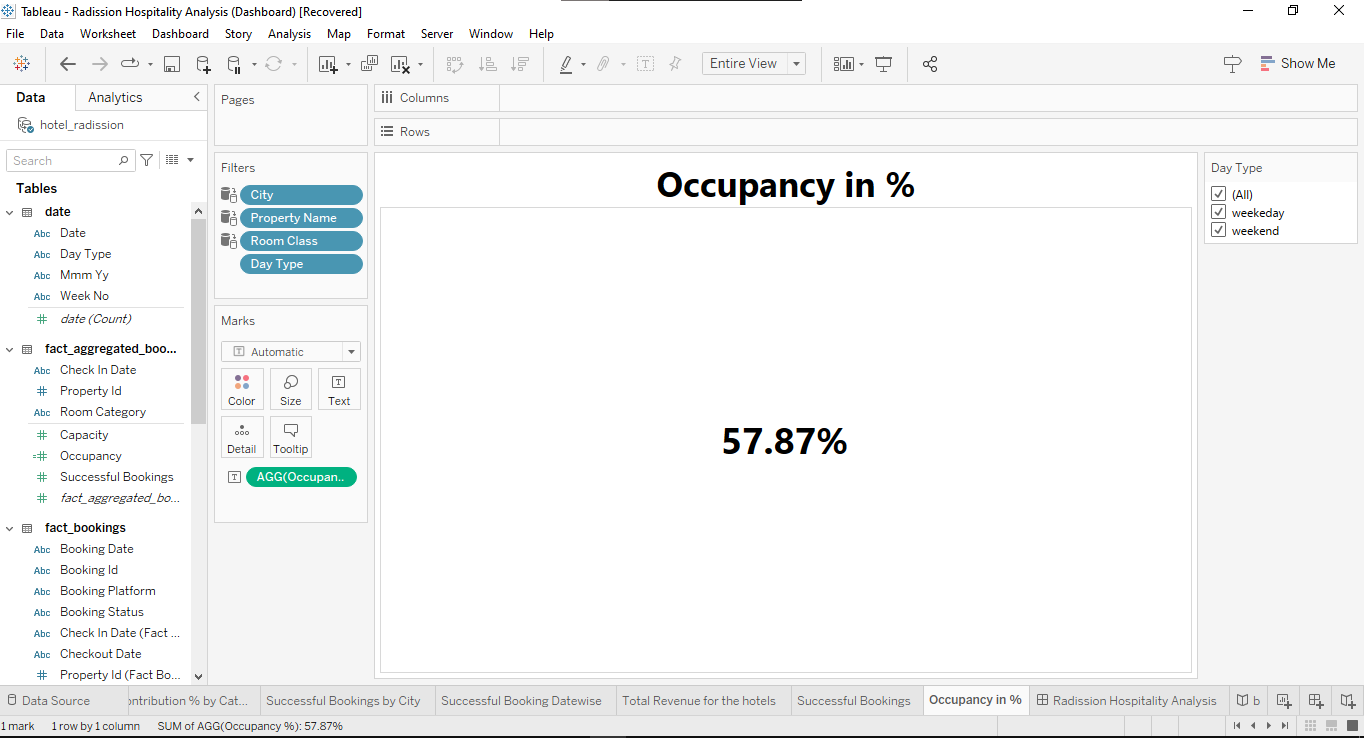 Tableau - Radission Hospitality Analysis (Dashboard) [Recovered]
File Data Worksheet Dashboard Story Analysis Map Format Server Window Help
Entire View
Show Me
Data Analytics
hotel_radission
Search
Tables
date
Abc Date
Abc Day Type
Abc Mmm Yy
Abc Week No
# date (Count)
fact_aggregated_boo...
Abc Check In Date
# Property Id
Abc Room Category
# Capacity
=# Occupancy
# Successful Bookings
# fact_aggregated_bo...
fact_bookings
Abc Booking Date
Abc Booking Id
Abc Booking Platform
Abc Booking Status
Abc Check In Date (Fact ...
Abc Checkout Date
# Property Id (Fact Bo...
Pages
Filters
City
Property Name
Room Class
Day Type
Marks
T Automatic
Color Size Text
Detail Tooltip
T AGG(Occupan..
Columns
Rows
Occupancy in %
57.87%
Day Type
(All)
weekeday
weekend
Data Source ontribution % by Cat... Successful Bookings by City Successful Booking Datewise Total Revenue for the hotels Successful Bookings Occupancy in % Radission Hospitality Analysis b
1 mark 1 row by 1 column SUM of AGG(Occupancy %): 57.87%